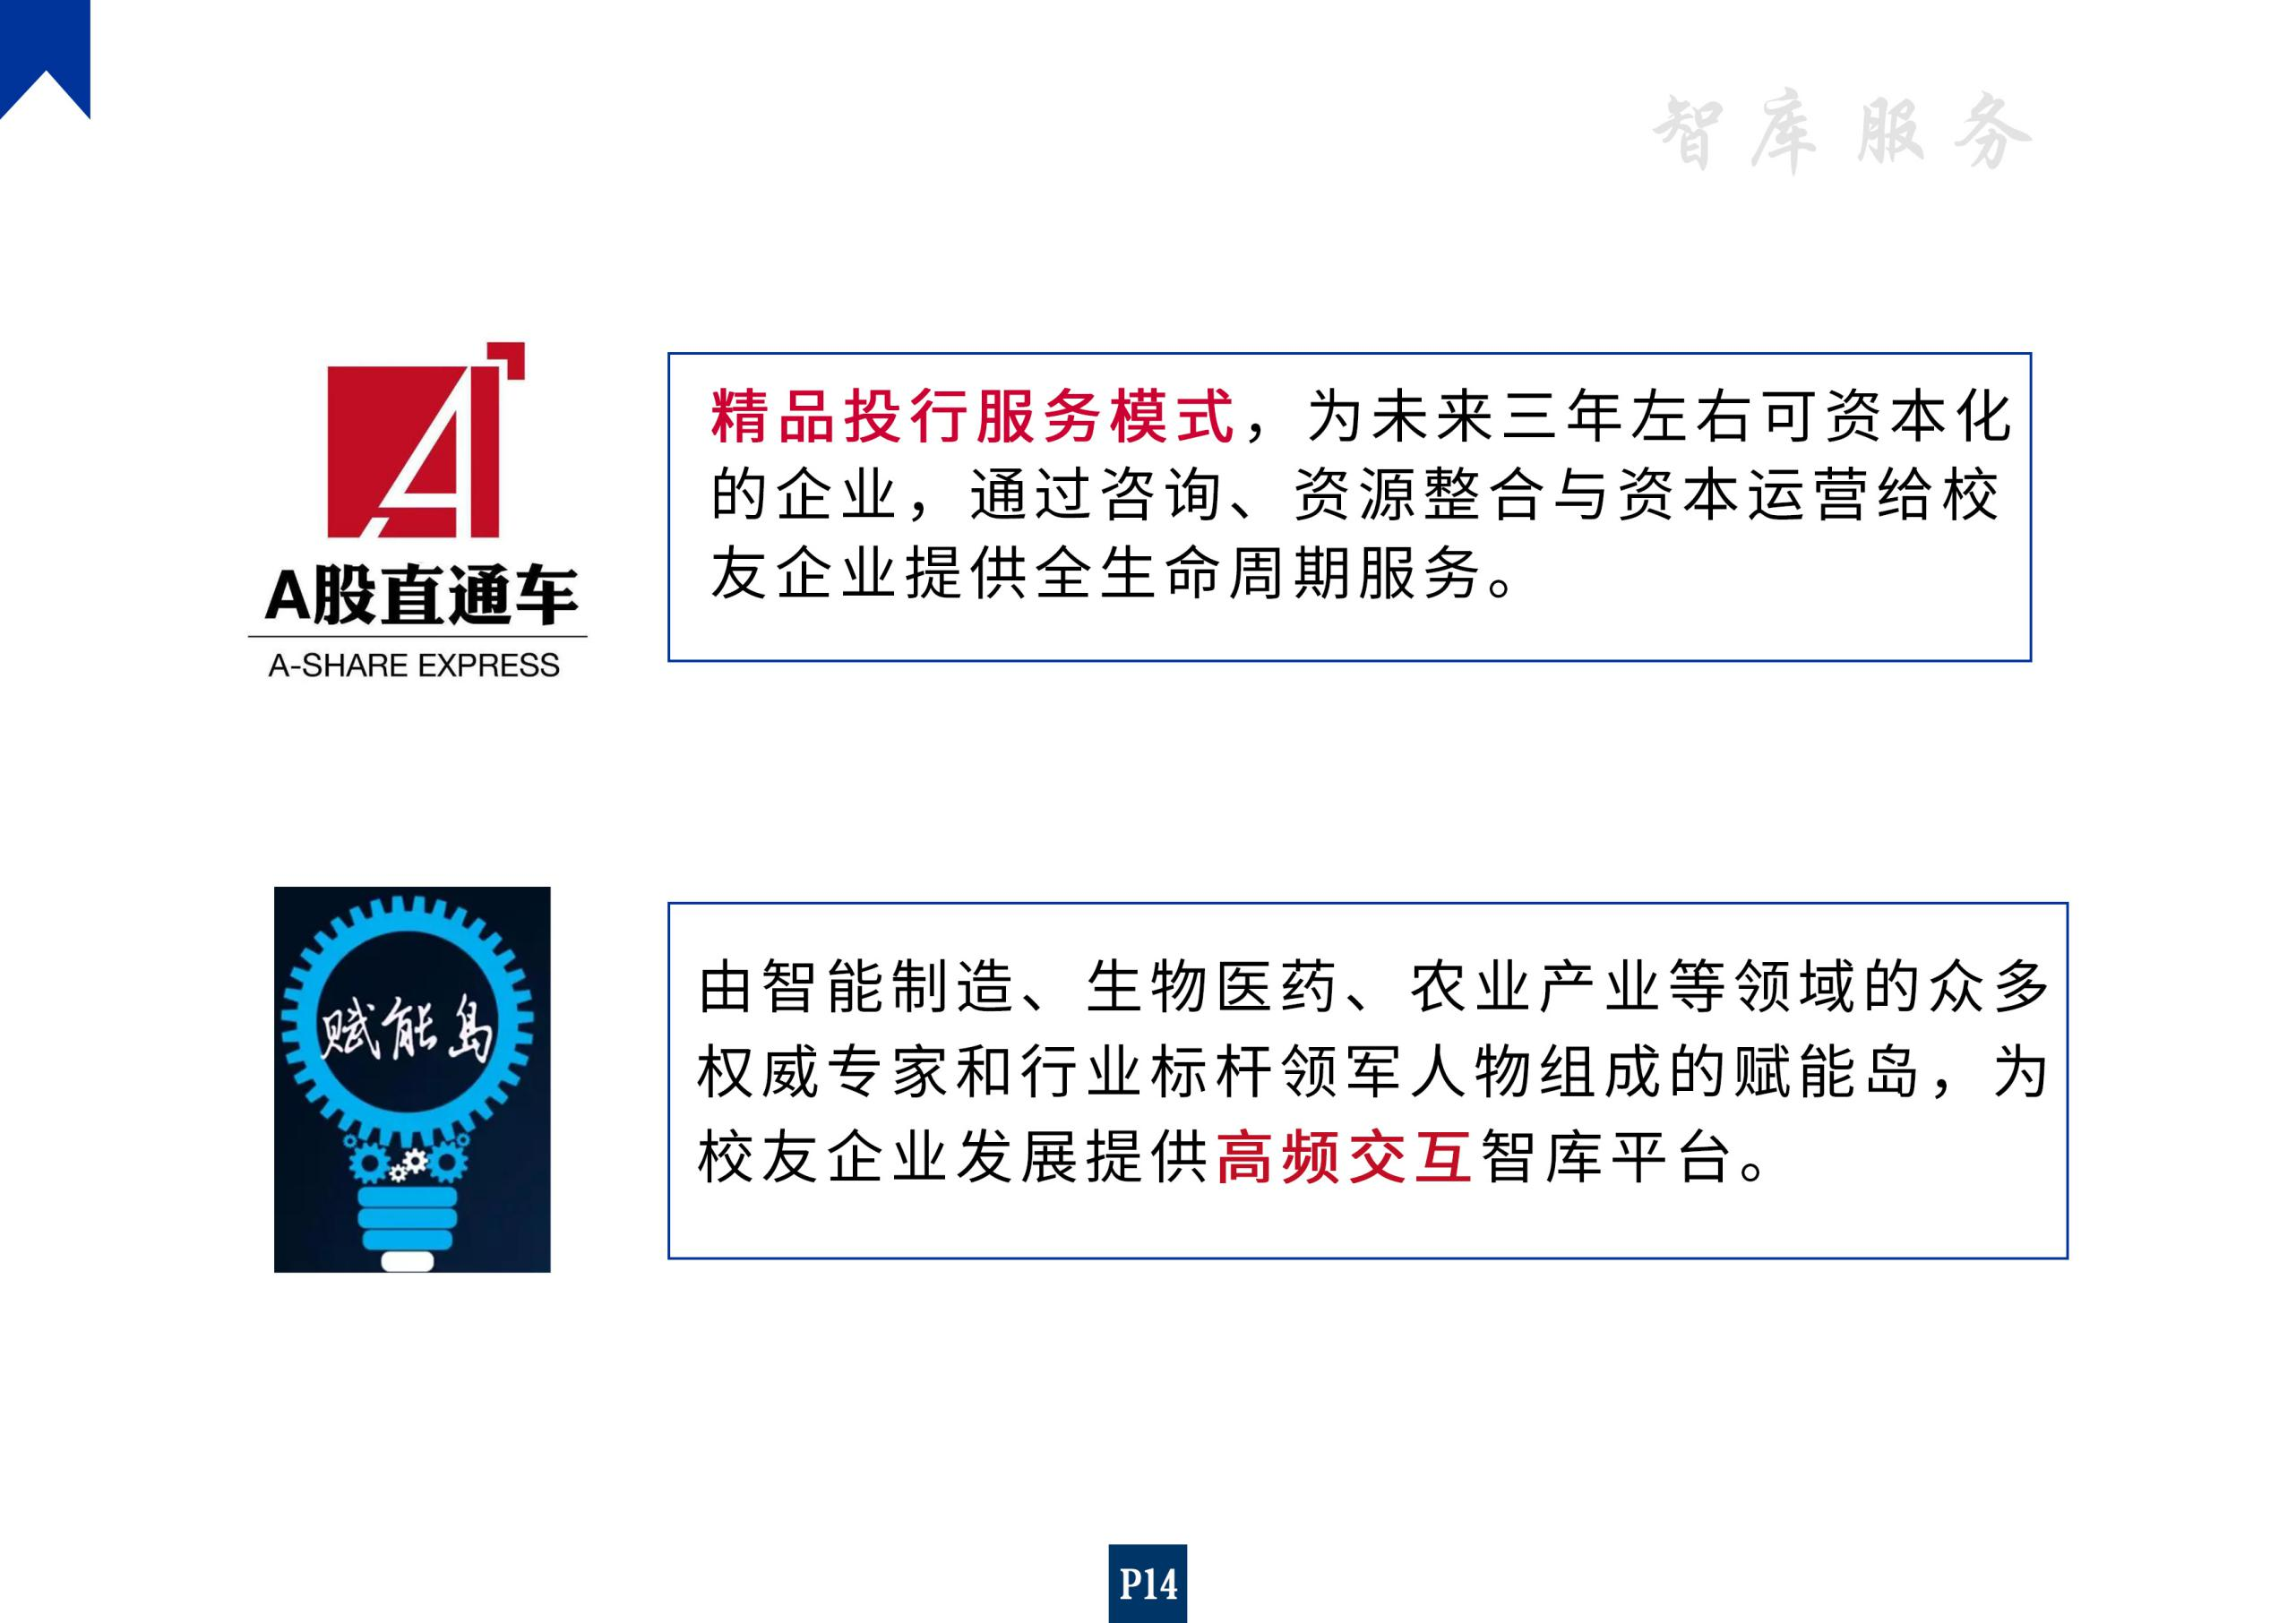 智库服务
A股直通车
A-SHARE EXPRESS
精品投行服务模式，为未来三年左右可资本化
的企业，通过咨询、资源整合与资本运营给校
友企业提供全生命周期服务。
赋能岛
由智能制造、生物医药、农业产业等领域的众多
权威专家和行业标杆领军人物组成的赋能岛，为
校友企业发展提供高频交互智库平台。
P14